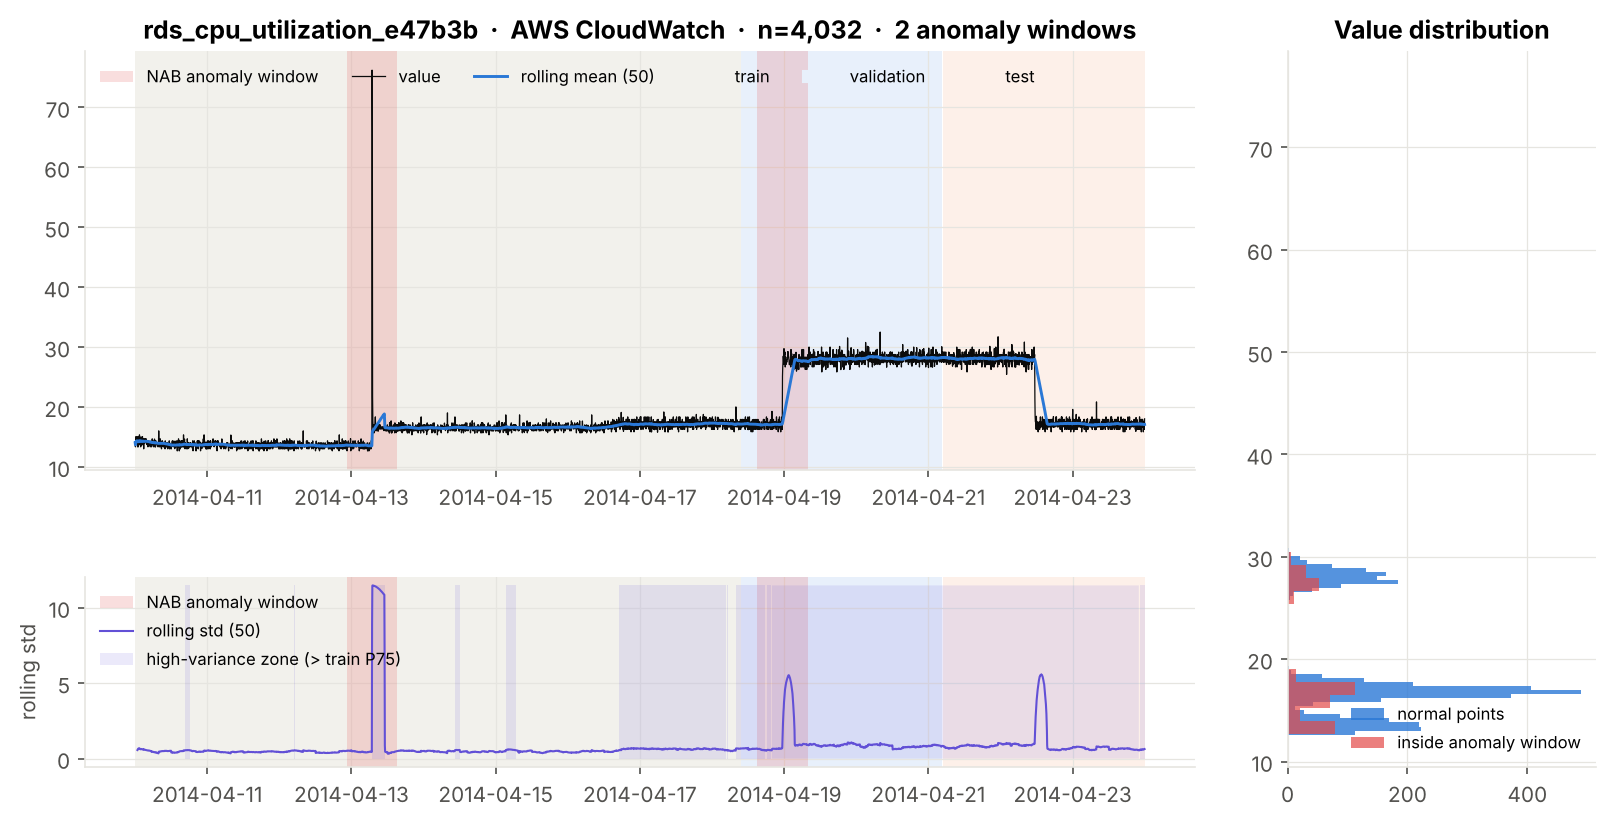 rds_cpu_utilization_e47b3b · AWS CloudWatch · n=4,032 · 2 anomaly windows
NAB anomaly window
value
rolling mean (50)
train
validation
test
70
60
50
40
30
20
10
2014-04-11
2014-04-13
2014-04-15
2014-04-17
2014-04-19
2014-04-21
2014-04-23
rolling std
NAB anomaly window
rolling std (50)
high-variance zone (> train P75)
10
5
0
2014-04-11
2014-04-13
2014-04-15
2014-04-17
2014-04-19
2014-04-21
2014-04-23
Value distribution
70
60
50
40
30
20
10
normal points
inside anomaly window
0
200
400